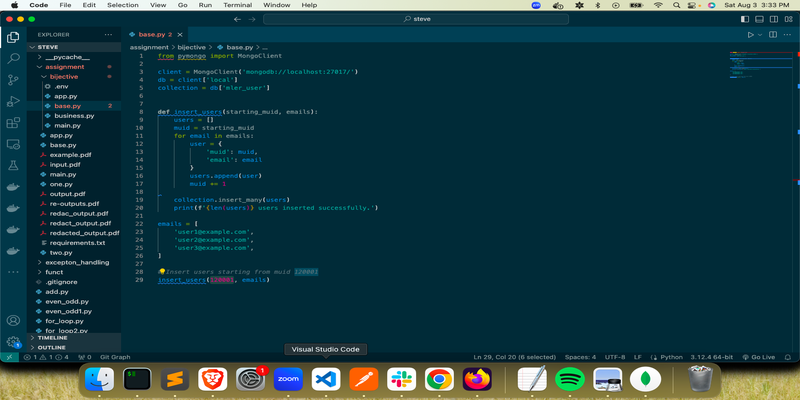 Code File Edit Selection View Go Run Terminal Window Help Sat Aug 3 3:33 PM
steve
EXPLORER
base.py 2
STEVE
__pycache__
assignment
bijective
.env
app.py
base.py 2
business.py
main.py
app.py
base.py
example.pdf
input.pdf
main.py
one.py
output.pdf
re-outputs.pdf
redac_output.pdf
redact_output.pdf
redacted_output.pdf
requirements.txt
two.py
excepton_handling
funct
.gitignore
add.py
even_odd.py
even_odd1.py
for_loop.py
for_loop2.py
TIMELINE
OUTLINE
assignment > bijective > base.py > ...
1 from pymongo import MongoClient
2
3 client = MongoClient('mongodb://localhost:27017/')
4 db = client['local']
5 collection = db['mler_user']
6
7
8 def insert_users(starting_muid, emails):
9 users = []
10 muid = starting_muid
11 for email in emails:
12 user = {
13 'muid': muid,
14 'email': email
15 }
16 users.append(user)
17 muid += 1
18
19 collection.insert_many(users)
20 print(f'{len(users)} users inserted successfully.')
21
22 emails = [
23 'user1@example.com',
24 'user2@example.com',
25 'user3@example.com',
26 ]
27
28 Insert users starting from muid
29 insert_users( , emails)
Visual Studio Code
1 1 4 0 Git Graph Ln 29, Col 20 (6 selected) Spaces: 4 UTF-8 LF Python 3.12.4 64-bit Go Live
1
zoom